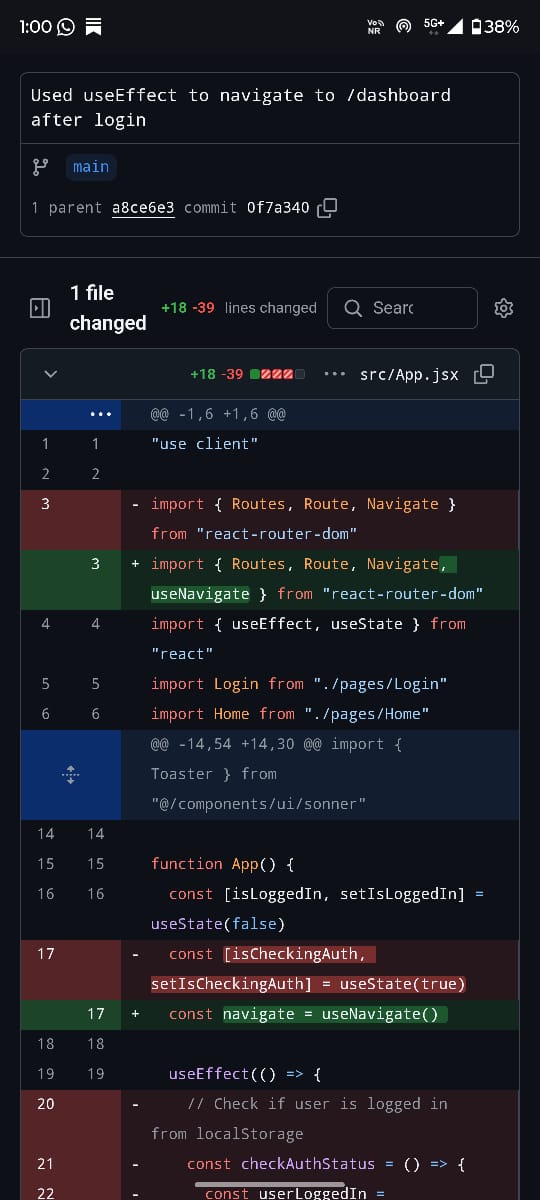 1:00
Vo NR 5G+ 38%
Used useEffect to navigate to /dashboard
after login
main
1 parent a8ce6e3 commit 0f7a340
1 file
changed
+18 -39 lines changed
Searc
+18 -39 ••• src/App.jsx
••• @@ -1,6 +1,6 @@
1 1 "use client"
2 2
3 - import { Routes, Route, Navigate }
from "react-router-dom"
3 + import { Routes, Route, Navigate,
useNavigate } from "react-router-dom"
4 4 import { useEffect, useState } from
"react"
5 5 import Login from "./pages/Login"
6 6 import Home from "./pages/Home"
@@ -14,54 +14,30 @@ import {
Toaster } from
"@/components/ui/sonner"
14 14
15 15 function App() {
16 16 const [isLoggedIn, setIsLoggedIn] =
useState(false)
17 - const [isCheckingAuth,
setIsCheckingAuth] = useState(true)
17 + const navigate = useNavigate()
18 18
19 19 useEffect(() => {
20 - // Check if user is logged in
from localStorage
21 - const checkAuthStatus = () => {
22 - const userLoggedIn =